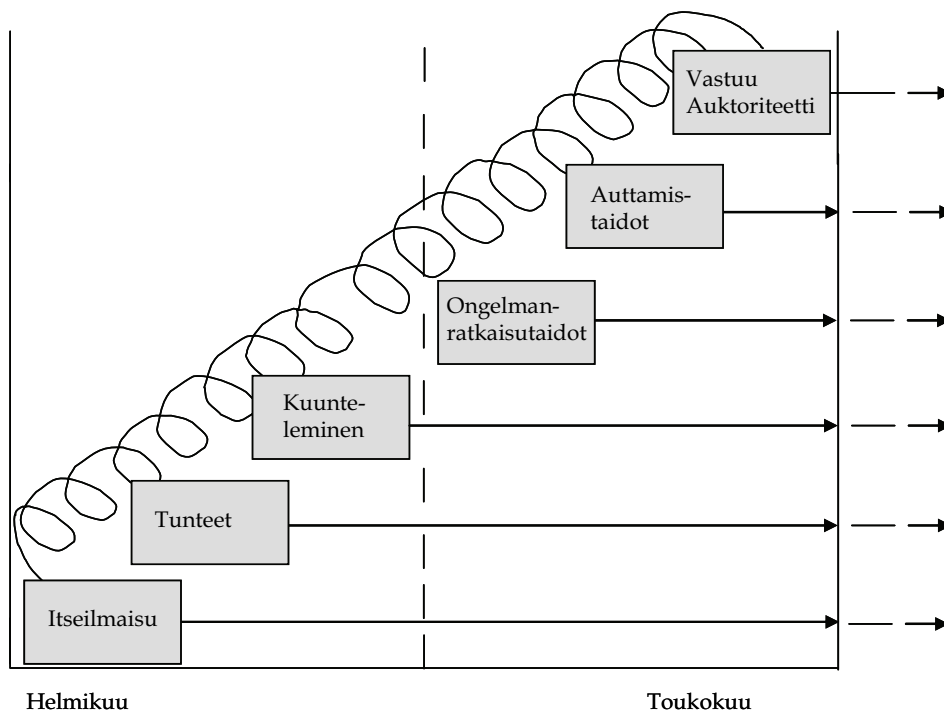 Vastuu
Auktoriteetti
Auttamis-
taidot
Ongelman-
ratkaisutaidot
Kuunte-
leminen
Tunteet
Itseilmaisu
Helmikuu Toukokuu